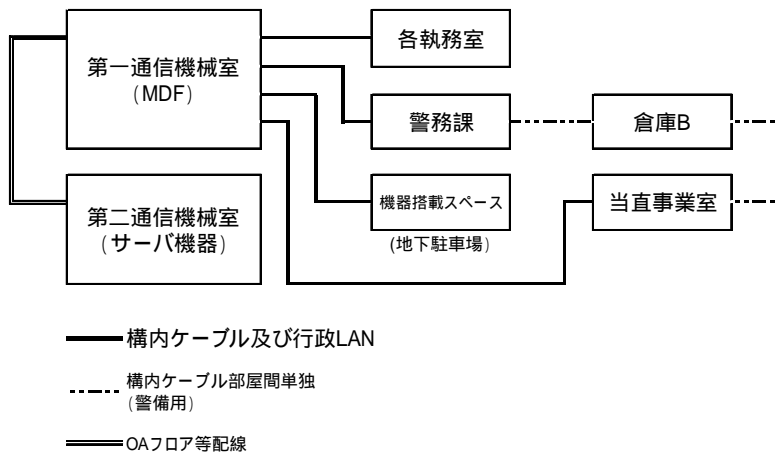 第一通信機械室
(MDF)
各執務室
警務課
倉庫B
第二通信機械室
(サーバ機器)
機器搭載スペース
(地下駐車場)
当直事業室
構内ケーブル及び行政LAN
構内ケーブル部屋間単独
(警備用)
OAフロア等配線